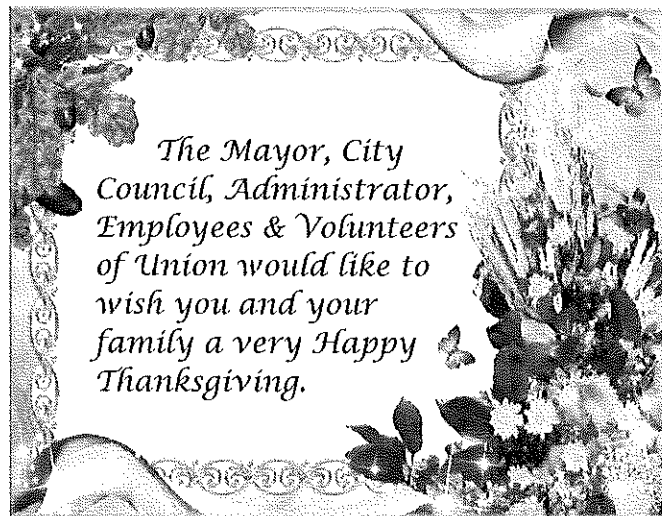 The Mayor, City
Council, Administrator,
Employees & Volunteers
of Union would like to
wish you and your
family a very Happy
Thanksgiving.